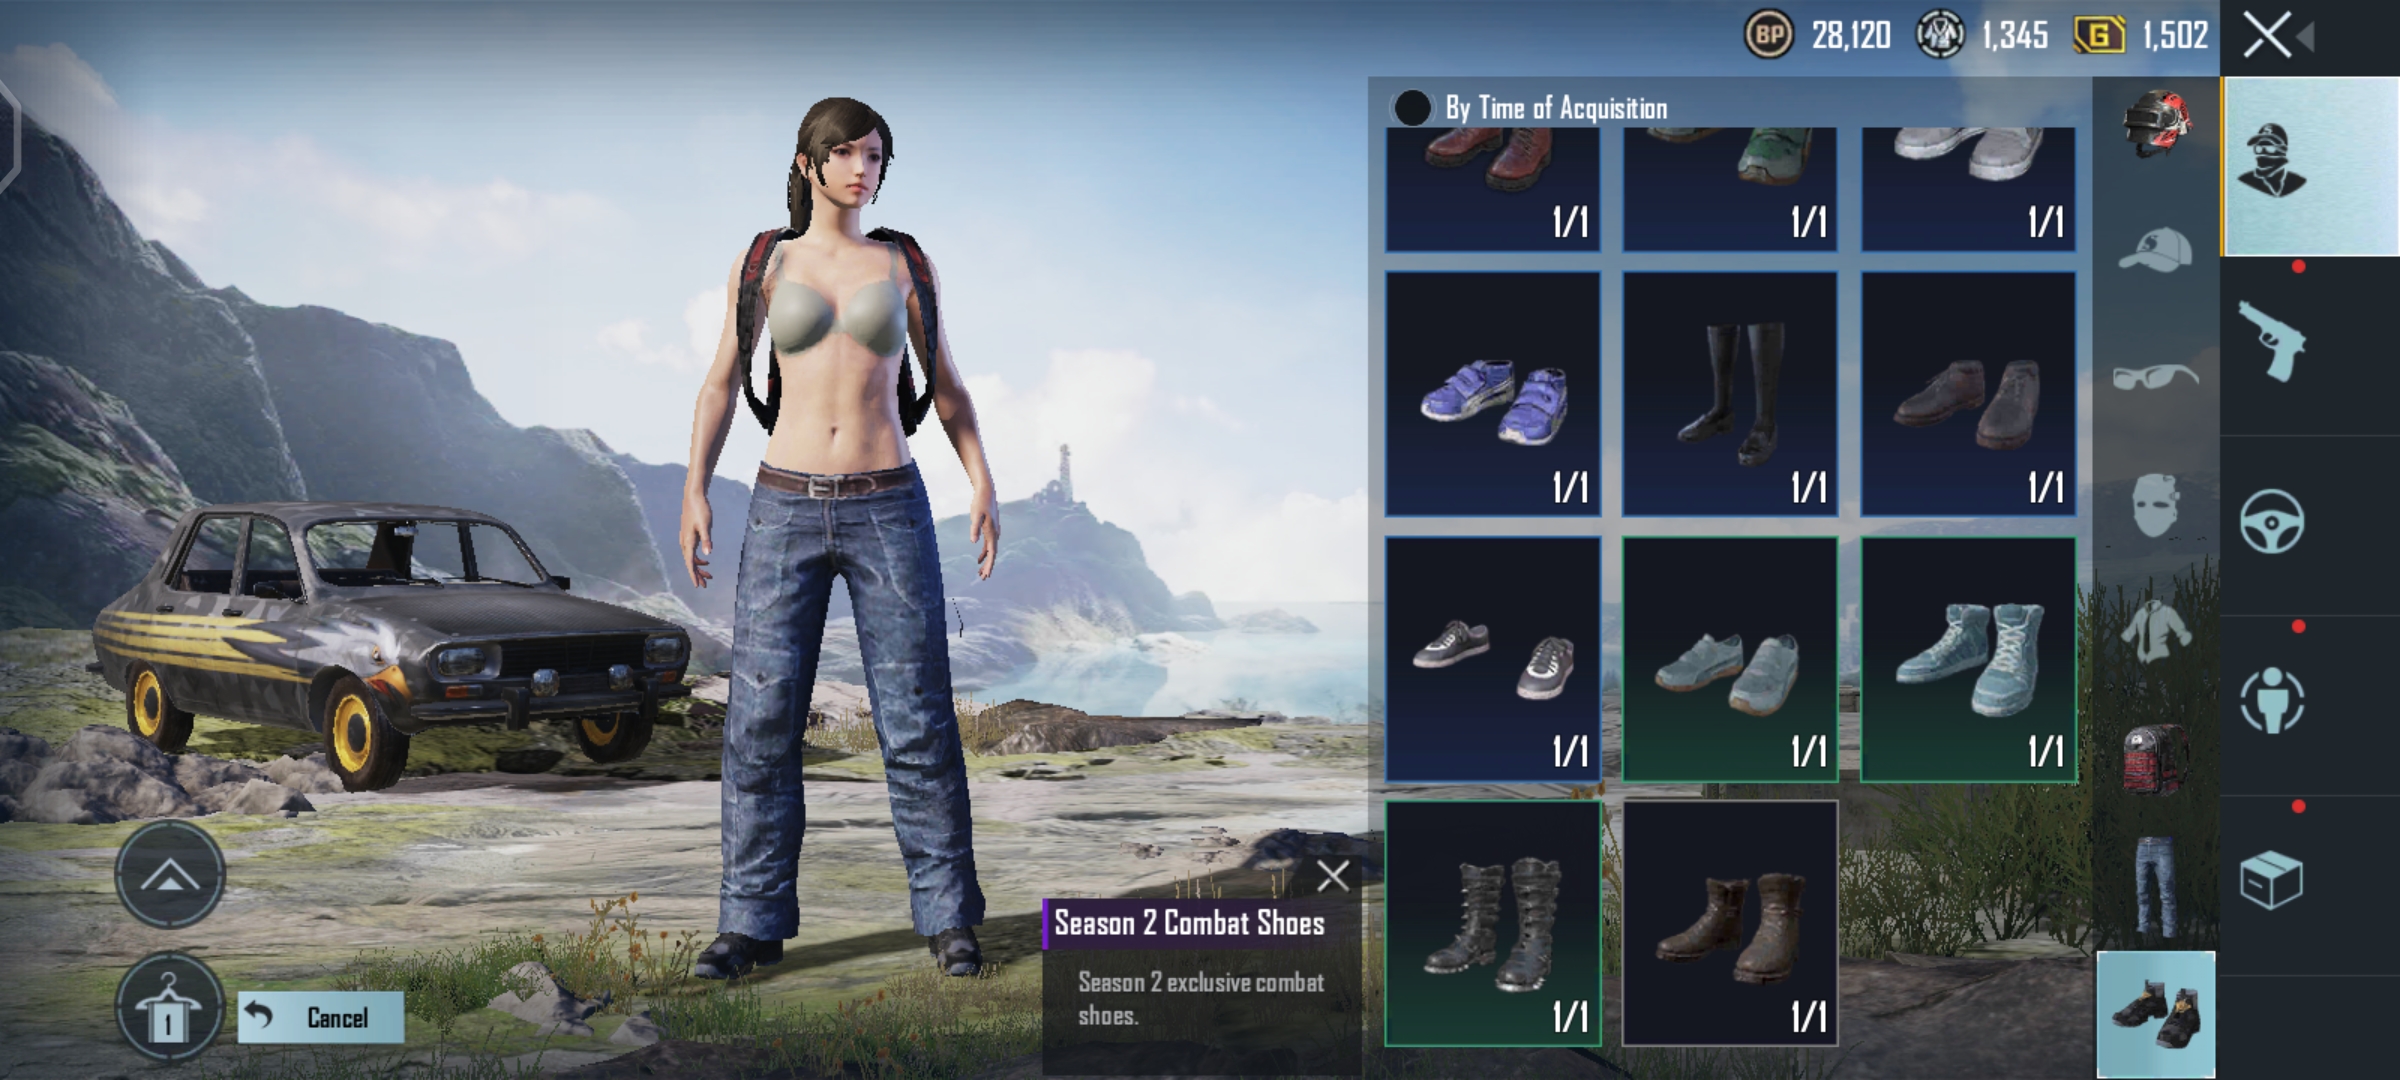 BP 28,120 1,345 G 1,502
By Time of Acquisition
1/1 1/1 1/1
1/1 1/1 1/1
1/1 1/1 1/1
1/1 1/1
Season 2 Combat Shoes
Season 2 exclusive combat
shoes.
1
Cancel